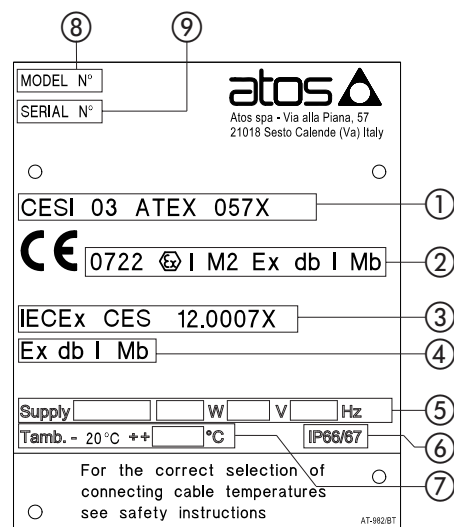 ⑧ ⑨
MODEL N°
SERIAL N°
atos
Atos spa - Via alla Piana, 57
21018 Sesto Calende (Va) Italy
CESI 03 ATEX 057X ①
CE 0722 Ex I M2 Ex db I Mb ②
IECEx CES 12.0007X ③
Ex db I Mb ④
Supply W V Hz ⑤
Tamb. - 20°C ++ °C IP66/67 ⑥
⑦
For the correct selection of
connecting cable temperatures
see safety instructions
AT-982/BT